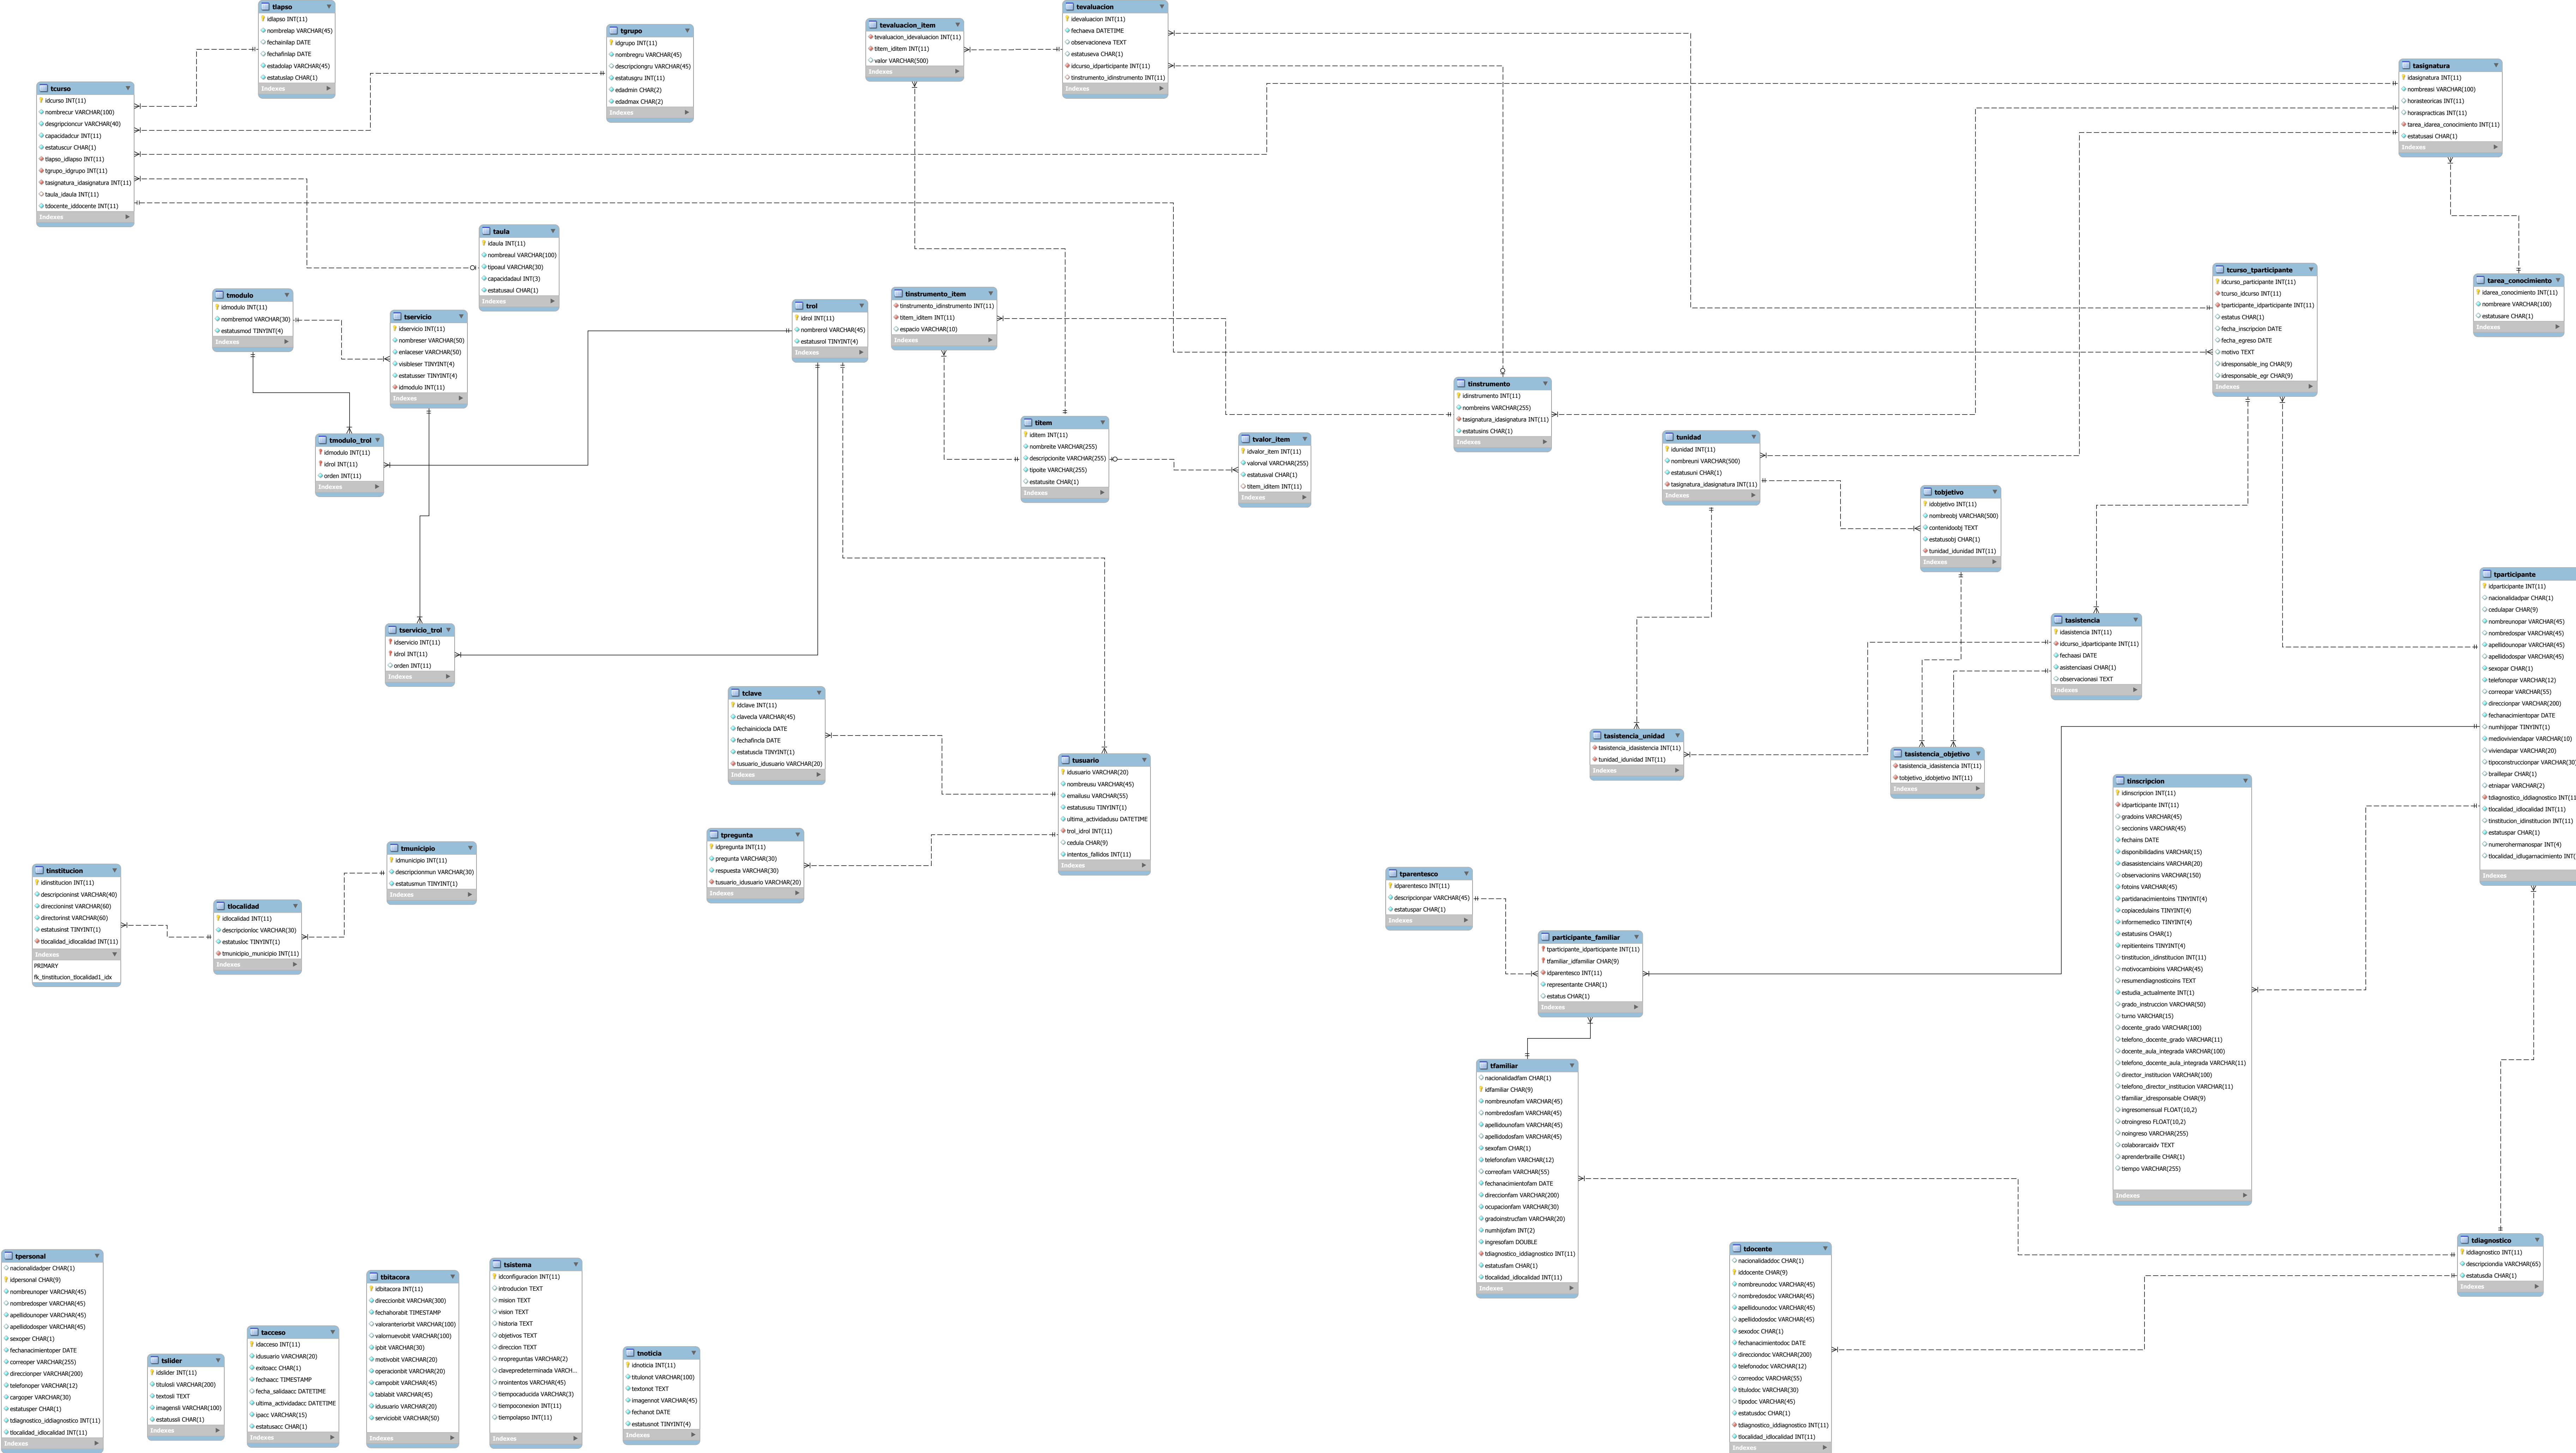 tlapso
idlapso INT(11)
nombrelap VARCHAR(45)
fechainilap DATE
fechafinlap DATE
estadolap VARCHAR(45)
estatuslap CHAR(1)
Indexes
tgrupo
idgrupo INT(11)
nombregru VARCHAR(45)
descripciongru VARCHAR(45)
estatusgru INT(11)
edadmin CHAR(2)
edadmax CHAR(2)
Indexes
tevaluacion_item
tevaluacion_idevaluacion INT(11)
titem_iditem INT(11)
valor VARCHAR(500)
Indexes
tevaluacion
idevaluacion INT(11)
fechaeva DATETIME
observacioneva TEXT
estatuseva CHAR(1)
idcurso_idparticipante INT(11)
tinstrumento_idinstrumento INT(11)
Indexes
tasignatura
idasignatura INT(11)
nombreasi VARCHAR(100)
horasteoricas INT(11)
horaspracticas INT(11)
tarea_idarea_conocimiento INT(11)
estatusasi CHAR(1)
Indexes
tcurso
idcurso INT(11)
nombrecur VARCHAR(100)
desgripcioncur VARCHAR(40)
capacidadcur INT(11)
estatuscur CHAR(1)
tlapso_idlapso INT(11)
tgrupo_idgrupo INT(11)
tasignatura_idasignatura INT(11)
taula_idaula INT(11)
tdocente_iddocente INT(11)
Indexes
taula
idaula INT(11)
nombreaul VARCHAR(100)
tipoaul VARCHAR(30)
capacidadaul INT(3)
estatusaul CHAR(1)
Indexes
tmodulo
idmodulo INT(11)
nombremod VARCHAR(30)
estatusmod TINYINT(4)
Indexes
tservicio
idservicio INT(11)
nombreser VARCHAR(50)
enlaceser VARCHAR(50)
visibleser TINYINT(4)
estatusser TINYINT(4)
idmodulo INT(11)
Indexes
trol
idrol INT(11)
nombrerol VARCHAR(45)
estatusrol TINYINT(4)
Indexes
tinstrumento_item
tinstrumento_idinstrumento INT(11)
titem_iditem INT(11)
espacio VARCHAR(10)
Indexes
tcurso_tparticipante
idcurso_participante INT(11)
tcurso_idcurso INT(11)
tparticipante_idparticipante INT(11)
estatus CHAR(1)
fecha_inscripcion DATE
fecha_egreso DATE
motivo TEXT
idresponsable_ing CHAR(9)
idresponsable_egr CHAR(9)
Indexes
tarea_conocimiento
idarea_conocimiento INT(11)
nombreare VARCHAR(100)
estatusare CHAR(1)
Indexes
tinstrumento
idinstrumento INT(11)
nombreins VARCHAR(255)
tasignatura_idasignatura INT(11)
estatusins CHAR(1)
Indexes
tmodulo_trol
idmodulo INT(11)
idrol INT(11)
orden INT(11)
Indexes
titem
iditem INT(11)
nombreite VARCHAR(255)
descripcionite VARCHAR(255)
tipoite VARCHAR(255)
estatusite CHAR(1)
Indexes
tvalor_item
idvalor_item INT(11)
valorval VARCHAR(255)
estatusval CHAR(1)
titem_iditem INT(11)
Indexes
tunidad
idunidad INT(11)
nombreuni VARCHAR(500)
estatusuni CHAR(1)
tasignatura_idasignatura INT(11)
Indexes
tobjetivo
idobjetivo INT(11)
nombreobj VARCHAR(500)
contenidoobj TEXT
estatusobj CHAR(1)
tunidad_idunidad INT(11)
Indexes
tparticipante
idparticipante INT(11)
nacionalidadpar CHAR(1)
cedulapar CHAR(9)
nombreunopar VARCHAR(45)
nombredospar VARCHAR(45)
apellidounopar VARCHAR(45)
apellidodospar VARCHAR(45)
sexopar CHAR(1)
telefonopar VARCHAR(12)
correopar VARCHAR(55)
direccionpar VARCHAR(200)
fechanacimientopar DATE
numhijopar TINYINT(1)
medioviviendapar VARCHAR(10)
viviendapar VARCHAR(20)
tipoconstruccionpar VARCHAR(30
braillepar CHAR(1)
etniapar VARCHAR(2)
tdiagnostico_iddiagnostico INT(11
tlocalidad_idlocalidad INT(11)
tinstitucion_idinstitucion INT(11)
estatuspar CHAR(1)
numerohermanospar INT(4)
tlocalidad_idlugarnacimiento INT(
Indexes
tservicio_trol
idservicio INT(11)
idrol INT(11)
orden INT(11)
Indexes
tasistencia
idasistencia INT(11)
idcurso_idparticipante INT(11)
fechaasi DATE
asistenciaasi CHAR(1)
observacionasi TEXT
Indexes
tclave
idclave INT(11)
clavecla VARCHAR(45)
fechainiciocla DATE
fechafincla DATE
estatuscla TINYINT(1)
tusuario_idusuario VARCHAR(20)
Indexes
tasistencia_unidad
tasistencia_idasistencia INT(11)
tunidad_idunidad INT(11)
Indexes
tasistencia_objetivo
tasistencia_idasistencia INT(11)
tobjetivo_idobjetivo INT(11)
Indexes
tusuario
idusuario VARCHAR(20)
nombreusu VARCHAR(45)
emailusu VARCHAR(55)
estatususu TINYINT(1)
ultima_actividadusu DATETIME
trol_idrol INT(11)
cedula CHAR(9)
intentos_fallidos INT(11)
Indexes
tpregunta
idpregunta INT(11)
pregunta VARCHAR(30)
respuesta VARCHAR(30)
tusuario_idusuario VARCHAR(20)
Indexes
tinscripcion
idinscripcion INT(11)
idparticipante INT(11)
gradoins VARCHAR(45)
seccionins VARCHAR(45)
fechains DATE
disponibilidadins VARCHAR(15)
diasasistenciains VARCHAR(20)
observacionins VARCHAR(150)
fotoins VARCHAR(45)
partidanacimientoins TINYINT(4)
copiacedulains TINYINT(4)
informemedico TINYINT(4)
estatusins CHAR(1)
repitienteins TINYINT(4)
tinstitucion_idinstitucion INT(11)
motivocambioins VARCHAR(45)
resumendiagnosticoins TEXT
estudia_actualmente INT(1)
grado_instruccion VARCHAR(50)
turno VARCHAR(15)
docente_grado VARCHAR(100)
telefono_docente_grado VARCHAR(11)
docente_aula_integrada VARCHAR(100)
telefono_docente_aula_integrada VARCHAR(11)
director_institucion VARCHAR(100)
telefono_director_institucion VARCHAR(11)
tfamiliar_idresponsable CHAR(9)
ingresomensual FLOAT(10,2)
otroingreso FLOAT(10,2)
noingreso VARCHAR(255)
colaborarcaidv TEXT
aprenderbraille CHAR(1)
tiempo VARCHAR(255)
Indexes
tmunicipio
idmunicipio INT(11)
descripcionmun VARCHAR(30)
estatusmun TINYINT(1)
Indexes
tinstitucion
idinstitucion INT(11)
descripcioninst VARCHAR(40)
direccioninst VARCHAR(60)
directorinst VARCHAR(60)
estatusinst TINYINT(1)
tlocalidad_idlocalidad INT(11)
Indexes
PRIMARY
fk_tinstitucion_tlocalidad1_idx
tlocalidad
idlocalidad INT(11)
descripcionloc VARCHAR(30)
estatusloc TINYINT(1)
tmunicipio_municipio INT(11)
Indexes
tparentesco
idparentesco INT(11)
descripcionpar VARCHAR(45)
estatuspar CHAR(1)
Indexes
participante_familiar
tparticipante_idparticipante INT(11)
tfamiliar_idfamiliar CHAR(9)
idparentesco INT(11)
representante CHAR(1)
estatus CHAR(1)
Indexes
tfamiliar
nacionalidadfam CHAR(1)
idfamiliar CHAR(9)
nombreunofam VARCHAR(45)
nombredosfam VARCHAR(45)
apellidounofam VARCHAR(45)
apellidodosfam VARCHAR(45)
sexofam CHAR(1)
telefonofam VARCHAR(12)
correofam VARCHAR(55)
fechanacimientofam DATE
direccionfam VARCHAR(200)
ocupacionfam VARCHAR(30)
gradoinstrucfam VARCHAR(20)
numhijofam INT(2)
ingresofam DOUBLE
tdiagnostico_iddiagnostico INT(11)
estatusfam CHAR(1)
tlocalidad_idlocalidad INT(11)
Indexes
tdiagnostico
iddiagnostico INT(11)
descripciondia VARCHAR(65)
estatusdia CHAR(1)
Indexes
tdocente
nacionalidaddoc CHAR(1)
iddocente CHAR(9)
nombreunodoc VARCHAR(45)
nombredosdoc VARCHAR(45)
apellidounodoc VARCHAR(45)
apellidodosdoc VARCHAR(45)
sexodoc CHAR(1)
fechanacimientodoc DATE
direcciondoc VARCHAR(200)
telefonodoc VARCHAR(12)
correodoc VARCHAR(55)
titulodoc VARCHAR(30)
tipodoc VARCHAR(45)
estatusdoc CHAR(1)
tdiagnostico_iddiagnostico INT(11)
tlocalidad_idlocalidad INT(11)
Indexes
tpersonal
nacionalidadper CHAR(1)
idpersonal CHAR(9)
nombreunoper VARCHAR(45)
nombredosper VARCHAR(45)
apellidounoper VARCHAR(45)
apellidodosper VARCHAR(45)
sexoper CHAR(1)
fechanacimientoper DATE
correoper VARCHAR(255)
direccionper VARCHAR(200)
telefonoper VARCHAR(12)
cargoper VARCHAR(30)
estatusper CHAR(1)
tdiagnostico_iddiagnostico INT(11)
tlocalidad_idlocalidad INT(11)
Indexes
tslider
idslider INT(11)
titulosli VARCHAR(200)
textosli TEXT
imagensli VARCHAR(100)
estatussli CHAR(1)
Indexes
tacceso
idacceso INT(11)
idusuario VARCHAR(20)
exitoacc CHAR(1)
fechaacc TIMESTAMP
fecha_salidaacc DATETIME
ultima_actividadacc DATETIME
ipacc VARCHAR(15)
estatusacc CHAR(1)
Indexes
tbitacora
idbitacora INT(11)
direccionbit VARCHAR(300)
fechahorabit TIMESTAMP
valoranteriorbit VARCHAR(100)
valornuevobit VARCHAR(100)
ipbit VARCHAR(30)
motivobit VARCHAR(20)
operacionbit VARCHAR(20)
campobit VARCHAR(45)
tablabit VARCHAR(45)
idusuario VARCHAR(20)
serviciobit VARCHAR(50)
Indexes
tsistema
idconfiguracion INT(11)
introducion TEXT
mision TEXT
vision TEXT
historia TEXT
objetivos TEXT
direccion TEXT
nropreguntas VARCHAR(2)
clavepredeterminada VARCH...
nrointentos VARCHAR(45)
tiempocaducida VARCHAR(3)
tiempoconexion INT(11)
tiempolapso INT(11)
Indexes
tnoticia
idnoticia INT(11)
titulonot VARCHAR(100)
textonot TEXT
imagennot VARCHAR(45)
fechanot DATE
estatusnot TINYINT(4)
Indexes